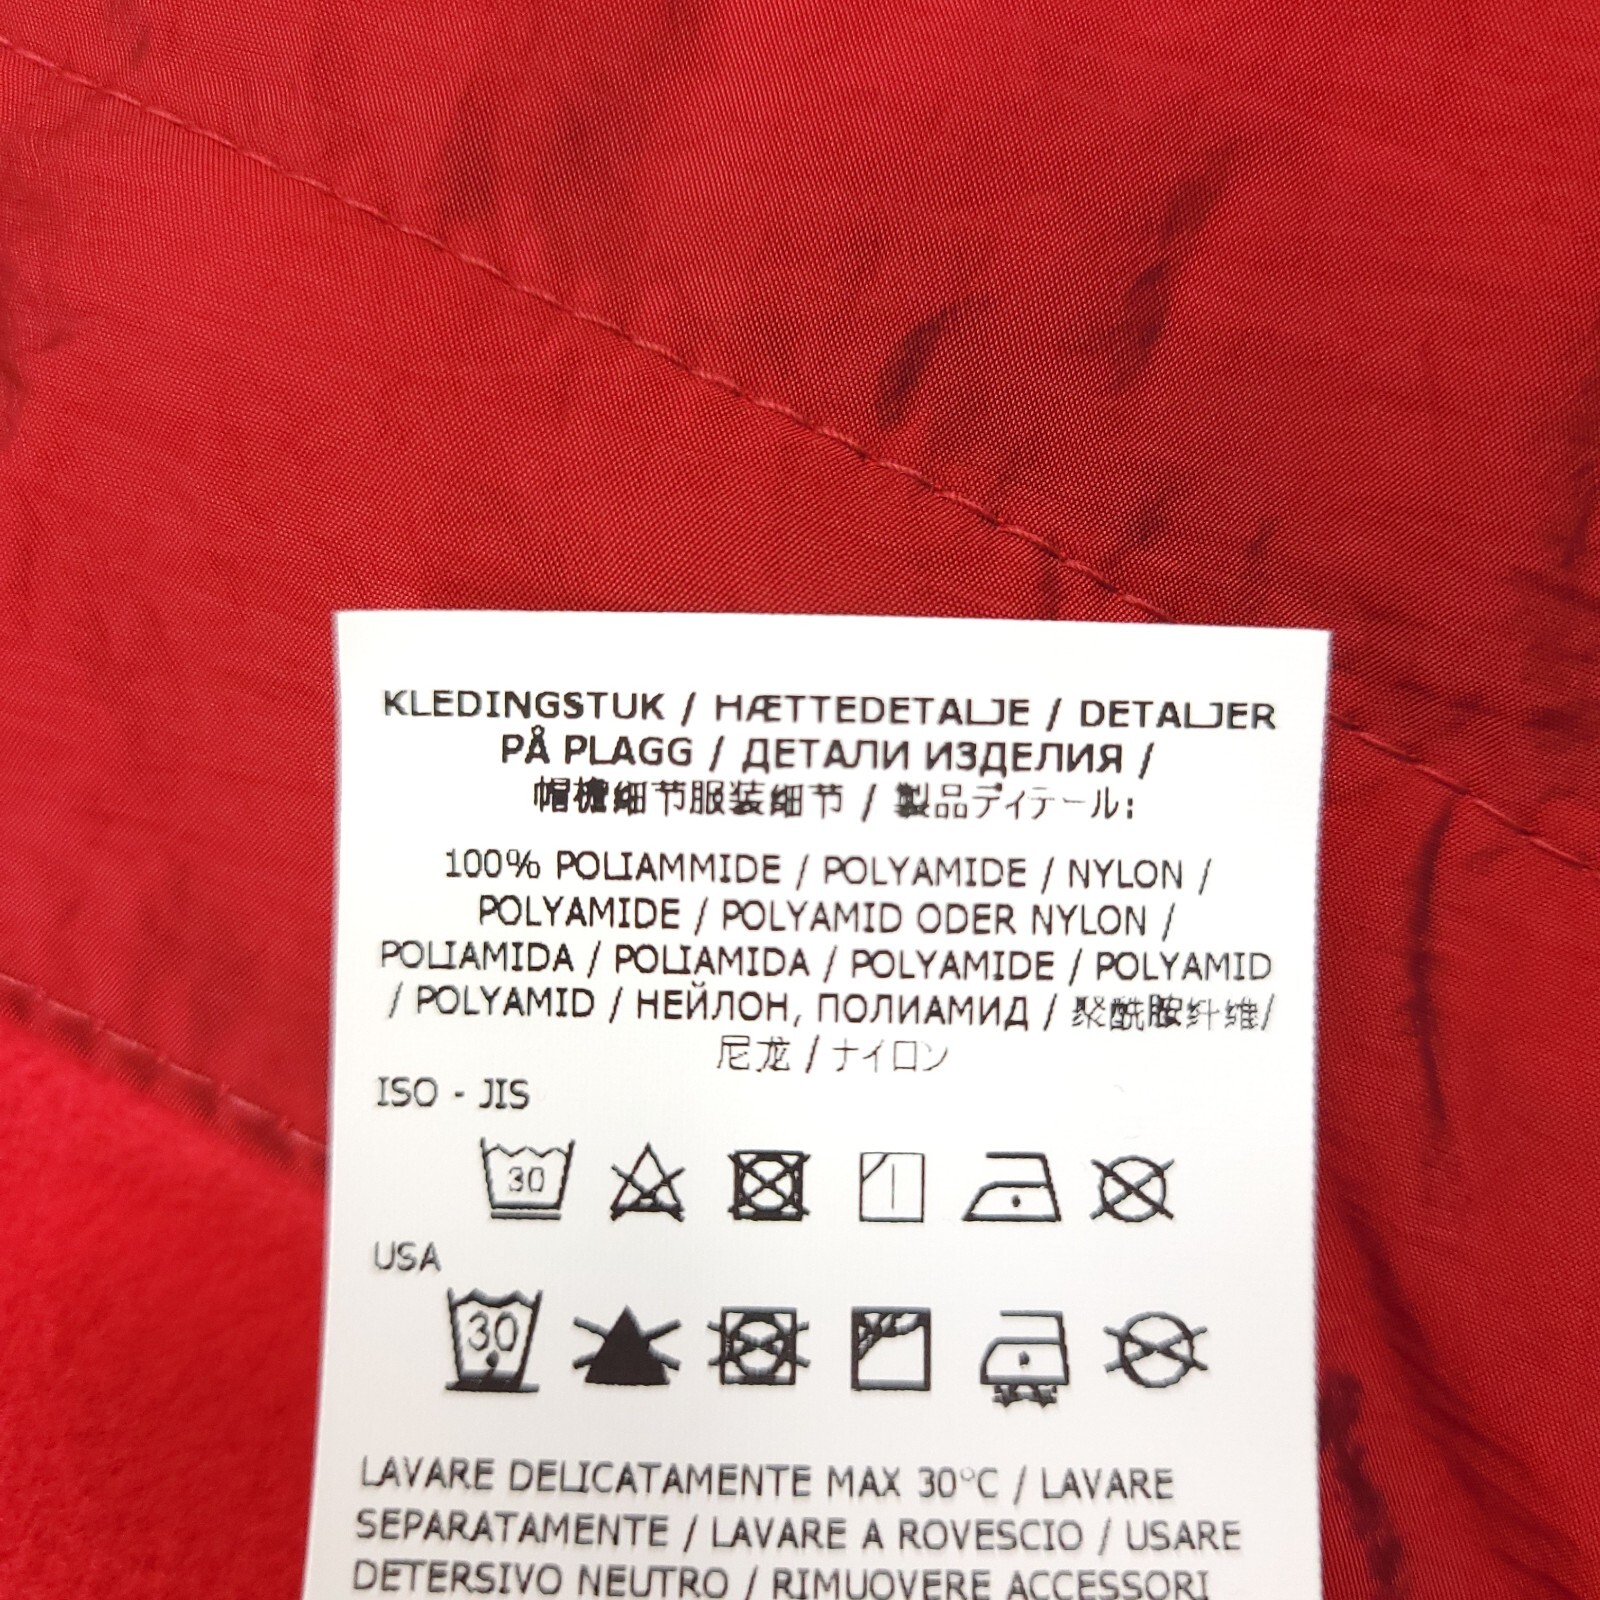 KLEDINGSTUK / HÆTTEDETALJE / DETALJER
PÅ PLAGG / ДЕТАЛИ ИЗДЕЛИЯ /
帽檐细节服装细节 / 製品ディテール:
100% POLIAMMIDE / POLYAMIDE / NYLON /
POLYAMIDE / POLYAMID ODER NYLON /
POLIAMIDA / POLIAMIDA / POLYAMIDE / POLYAMID
/ POLYAMID / НЕЙЛОН, ПОЛИАМИД / 聚酰胺纤维/
尼龙 / ナイロン
ISO - JIS
30
USA
30
LAVARE DELICATAMENTE MAX 30°C / LAVARE
SEPARATAMENTE / LAVARE A ROVESCIO / USARE
DETERSIVO NEUTRO / RIMUOVERE ACCESSORI